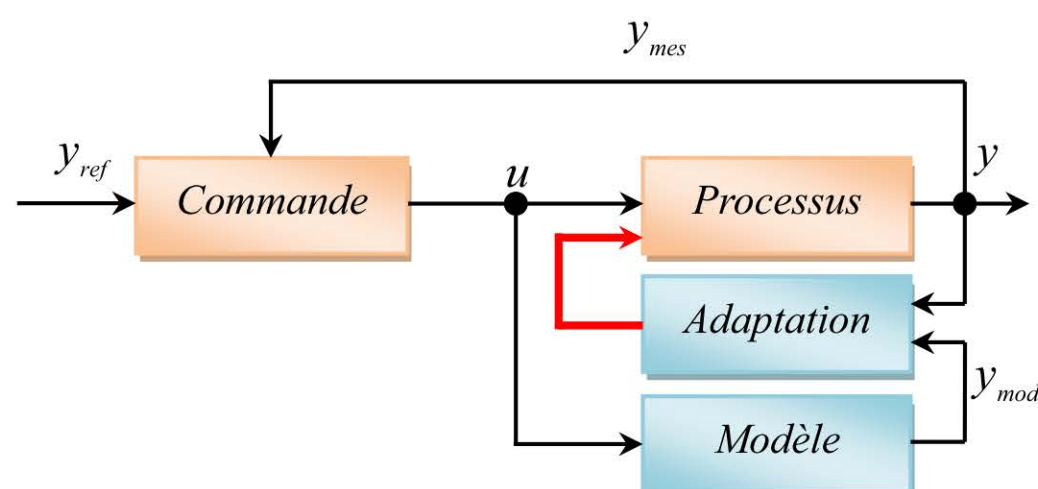 y_mes
y_ref
Commande
u
Processus
y
Adaptation
y_mod
Modèle